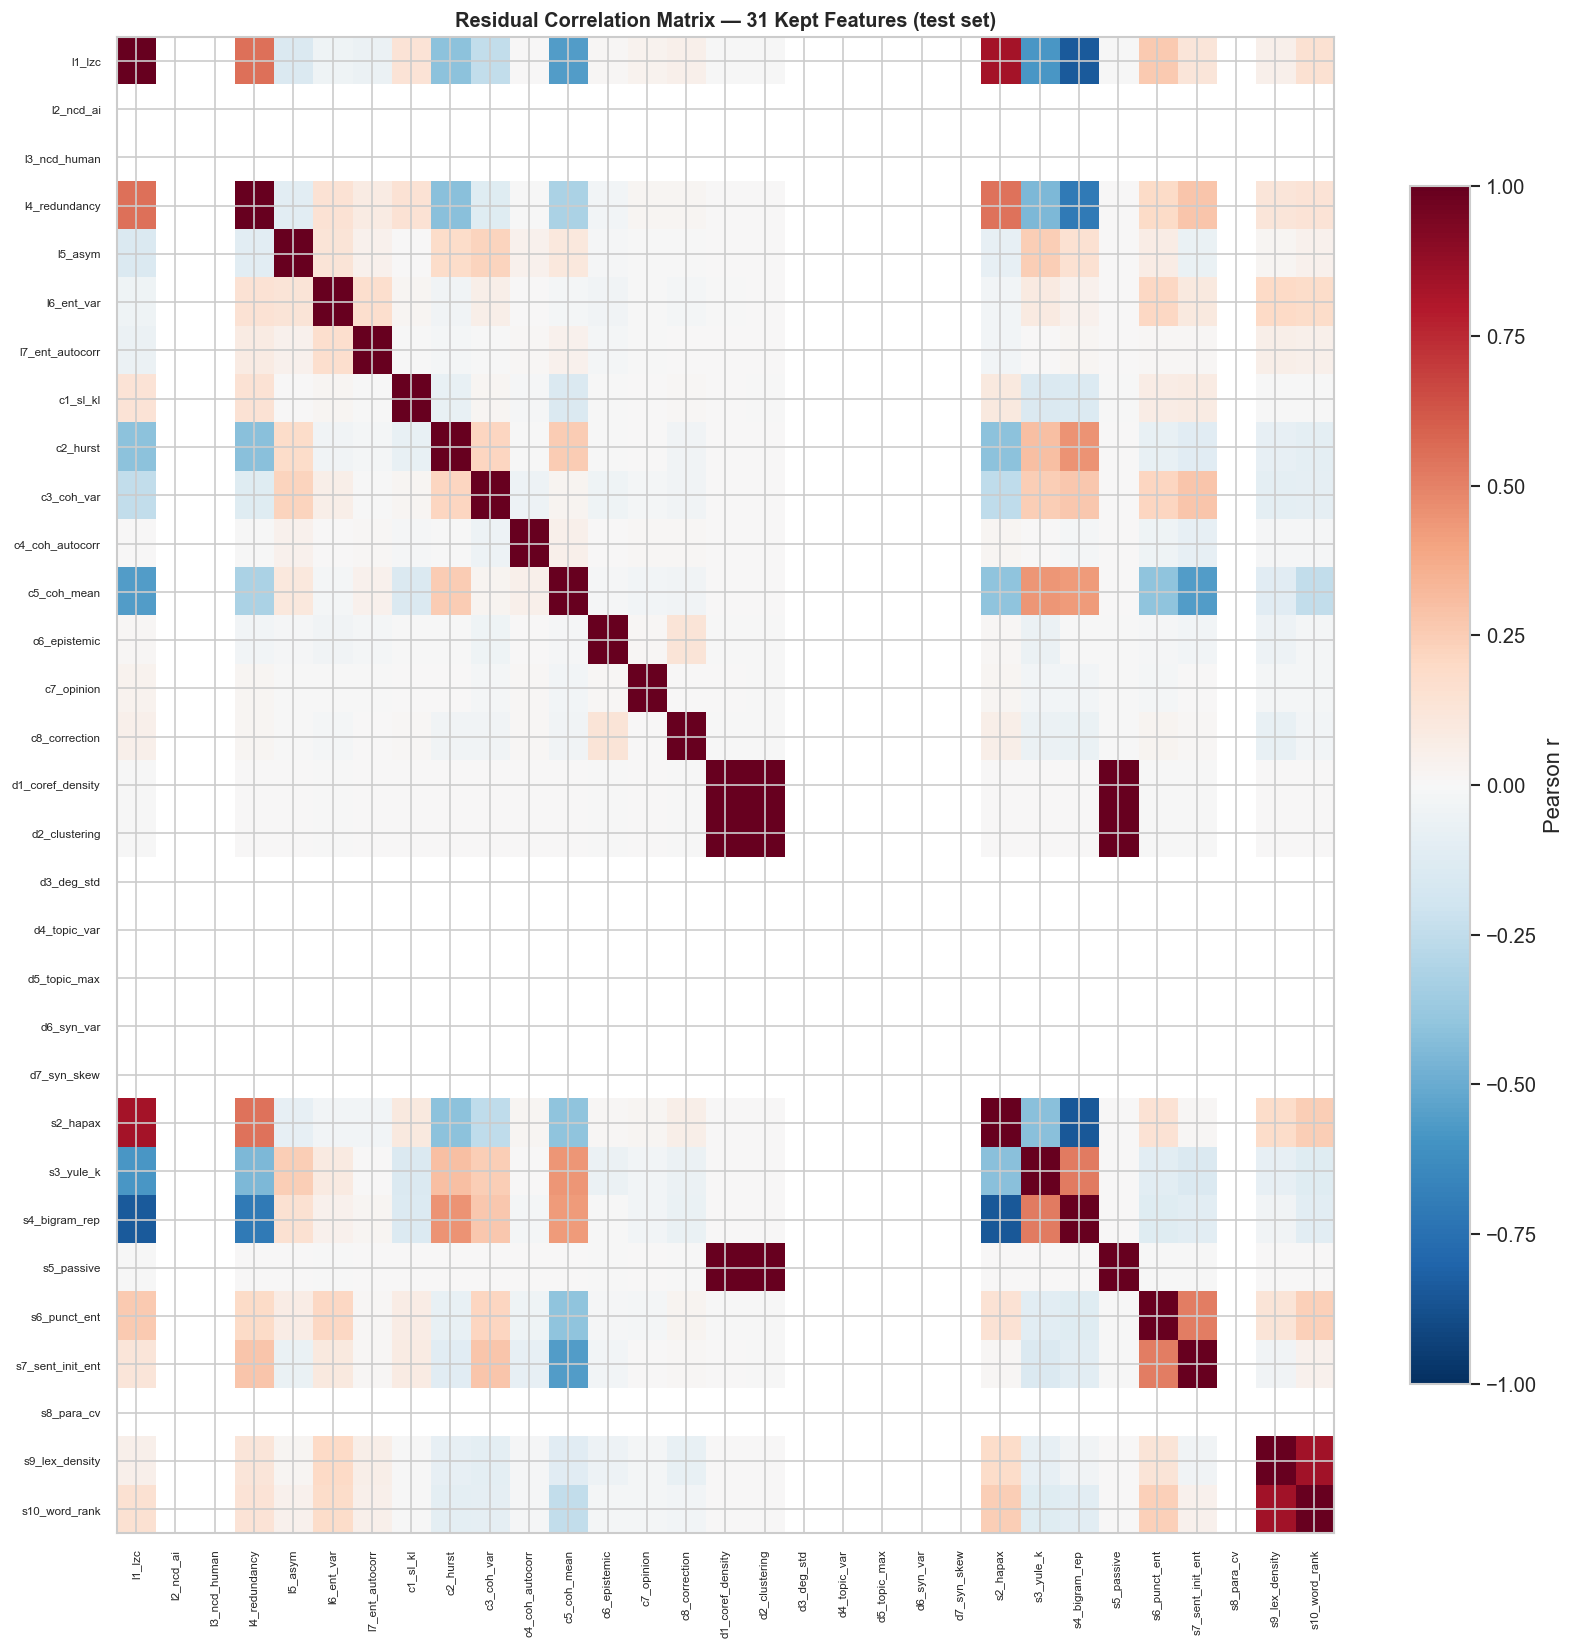 Residual Correlation Matrix — 31 Kept Features (test set)
l1_lzc
l2_ncd_ai
l3_ncd_human
l4_redundancy
l5_asym
l6_ent_var
l7_ent_autocorr
c1_sl_kl
c2_hurst
c3_coh_var
c4_coh_autocorr
c5_coh_mean
c6_epistemic
c7_opinion
c8_correction
d1_coref_density
d2_clustering
d3_deg_std
d4_topic_var
d5_topic_max
d6_syn_var
d7_syn_skew
s2_hapax
s3_yule_k
s4_bigram_rep
s5_passive
s6_punct_ent
s7_sent_init_ent
s8_para_cv
s9_lex_density
s10_word_rank
l1_lzc
l2_ncd_ai
l3_ncd_human
l4_redundancy
l5_asym
l6_ent_var
l7_ent_autocorr
c1_sl_kl
c2_hurst
c3_coh_var
c4_coh_autocorr
c5_coh_mean
c6_epistemic
c7_opinion
c8_correction
d1_coref_density
d2_clustering
d3_deg_std
d4_topic_var
d5_topic_max
d6_syn_var
d7_syn_skew
s2_hapax
s3_yule_k
s4_bigram_rep
s5_passive
s6_punct_ent
s7_sent_init_ent
s8_para_cv
s9_lex_density
s10_word_rank
1.00
0.75
0.50
0.25
0.00
−0.25
−0.50
−0.75
−1.00
Pearson r